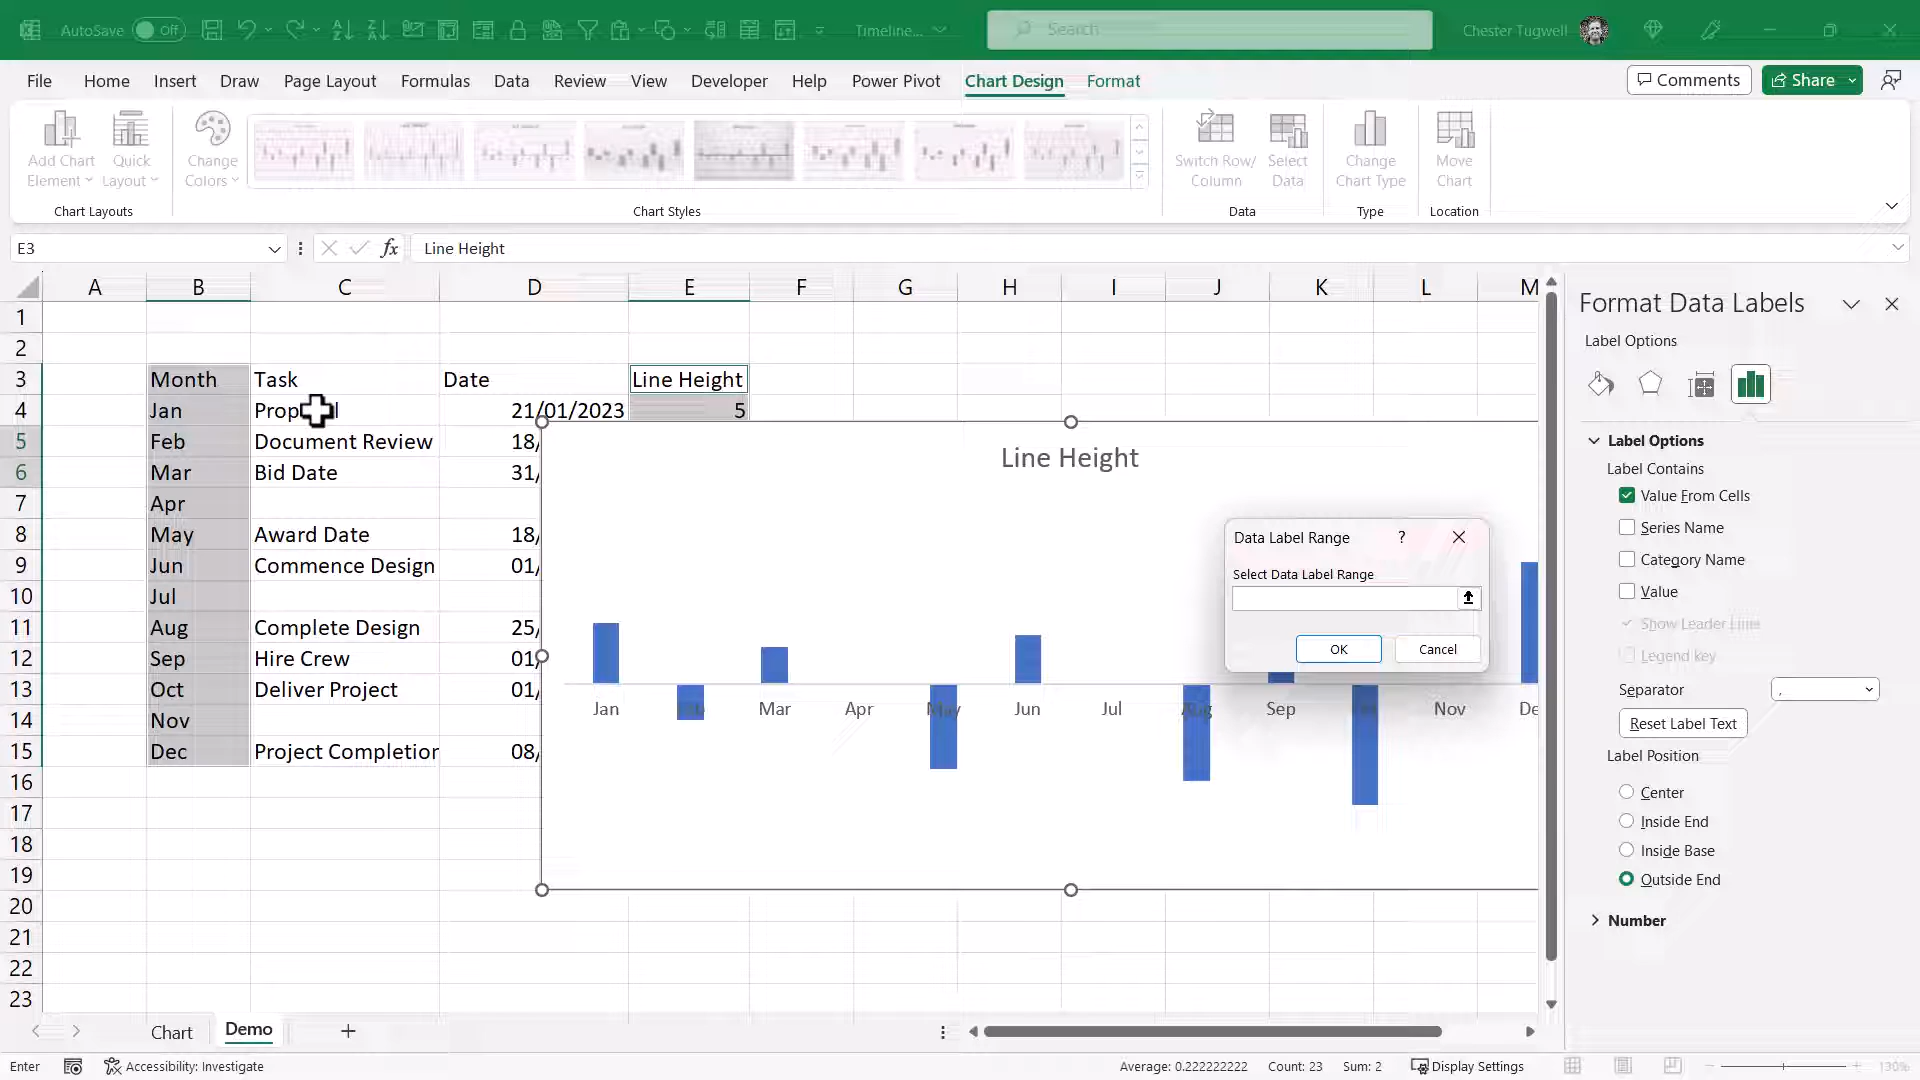 AutoSave Off Timeline... Search Chester Tugwell
File Home Insert Draw Page Layout Formulas Data Review View Developer Help Power Pivot Chart Design Format Comments Share
Add Chart Element
Quick Layout
Change Colors
Switch Row/ Column
Select Data
Change Chart Type
Move Chart
Chart Layouts Chart Styles Data Type Location
E3 fx Line Height
A B C D E F G H I J K L M
1
2
3 Month Task Date Line Height
4 Jan 21/01/2023 5
5 Feb Document Review 18/
6 Mar Bid Date 31/
7 Apr
8 May Award Date 18/
9 Jun Commence Design 01/
10 Jul
11 Aug Complete Design 25/
12 Sep Hire Crew 01/
13 Oct Deliver Project 01/
14 Nov
15 Dec Project Completion 08/
16
17
18
19
20
21
22
23
Line Height
Jan Feb Mar Apr May Jun Jul Aug Sep Nov De
Data Label Range ?
Select Data Label Range
OK Cancel
Format Data Labels
Label Options
Label Options
Label Contains
Value From Cells
Series Name
Category Name
Value
Show Leader Lines
Legend key
Separator ,
Reset Label Text
Label Position
Center
Inside End
Inside Base
Outside End
Number
Chart Demo +
Enter Accessibility: Investigate Average: 0.222222222 Count: 23 Sum: 2 Display Settings 130%